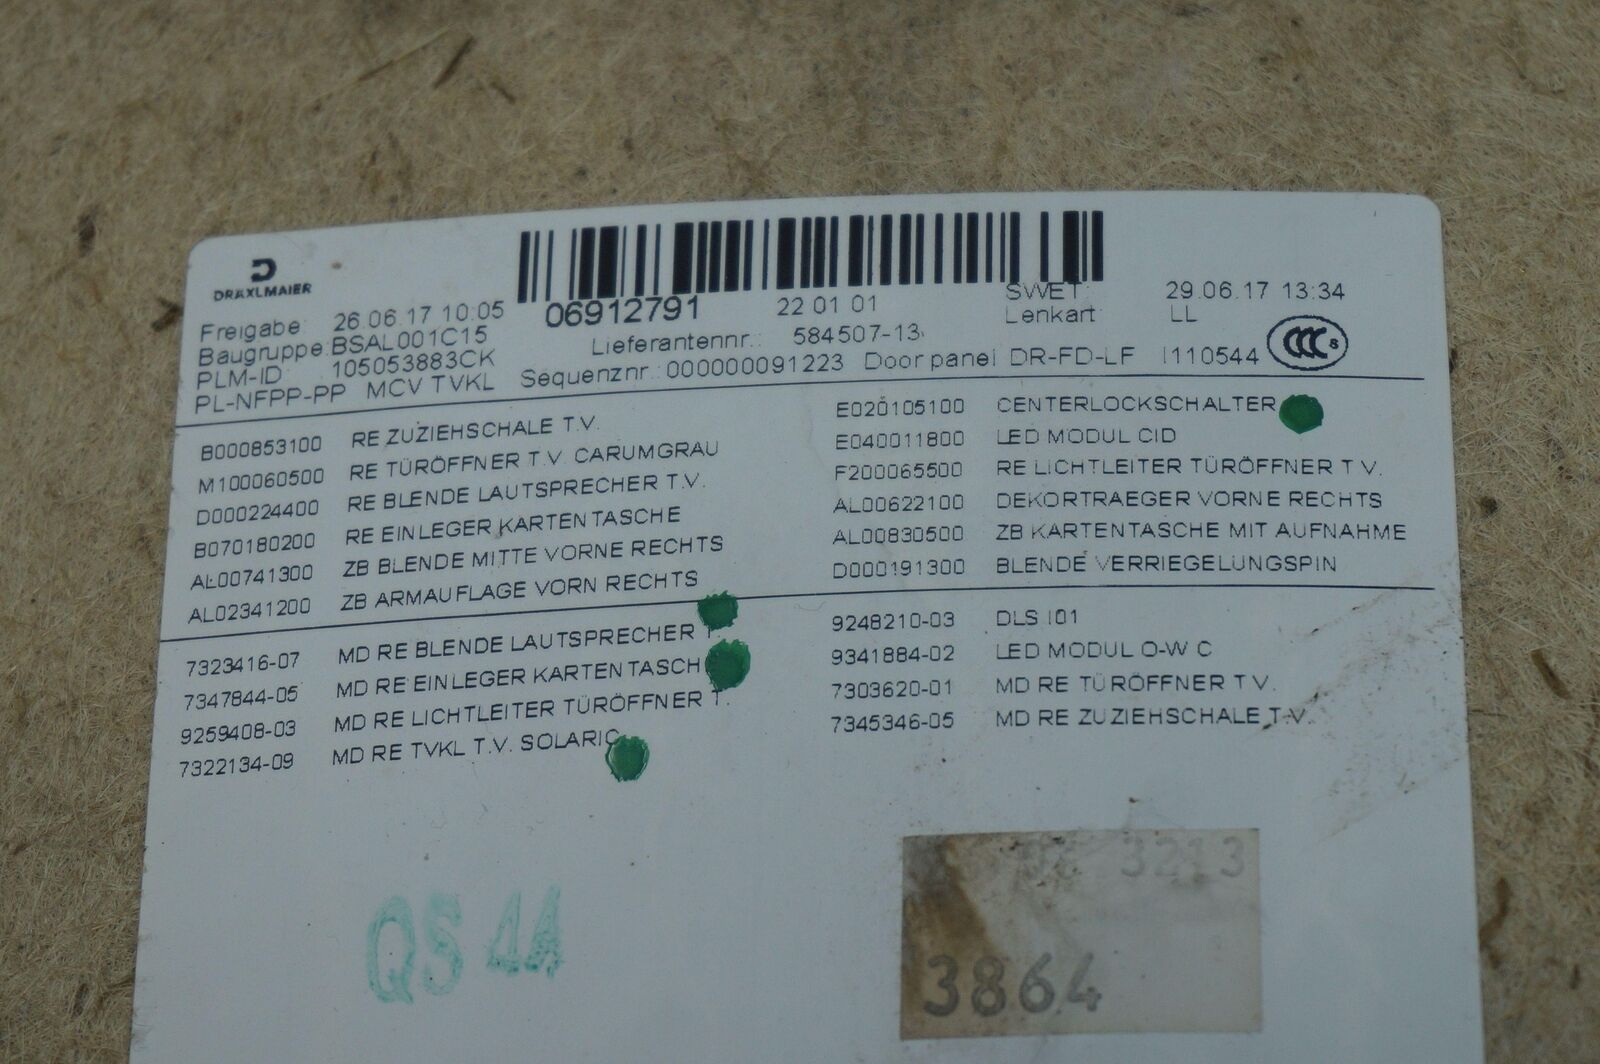 DRÄXLMAIER
Freigabe: 26.06.17 10:05 06912791 22 01 01 SWET: 29.06.17 13:34
Baugruppe: BSAL001C15 Lieferantennr.: 584507-13 Lenkart: LL
PLM-ID 105053883CK Sequenznr.: 000000091223 Door panel DR-FD-LF I110544 CCC S
PL-NFPP-PP MCV TVKL
B000853100 RE ZUZIEHSCHALE T.V.
M100060500 RE TÜRÖFFNER T.V. CARUMGRAU
D000224400 RE BLENDE LAUTSPRECHER T.V.
B070180200 RE EINLEGER KARTENTASCHE
AL00741300 ZB BLENDE MITTE VORNE RECHTS
AL02341200 ZB ARMAUFLAGE VORN RECHTS
E020105100 CENTERLOCKSCHALTER
E040011800 LED MODUL CID
F200065500 RE LICHTLEITER TÜRÖFFNER T.V.
AL00622100 DEKORTRAEGER VORNE RECHTS
AL00830500 ZB KARTENTASCHE MIT AUFNAHME
D000191300 BLENDE VERRIEGELUNGSPIN
7323416-07 MD RE BLENDE LAUTSPRECHER
7347844-05 MD RE EINLEGER KARTENTASCH
9259408-03 MD RE LICHTLEITER TÜRÖFFNER T.
7322134-09 MD RE TVKL T.V. SOLARIC
9248210-03 DLS I01
9341884-02 LED MODUL O-W C
7303620-01 MD RE TÜRÖFFNER T.V.
7345346-05 MD RE ZUZIEHSCHALE T.V.
QS 44
3213
3864